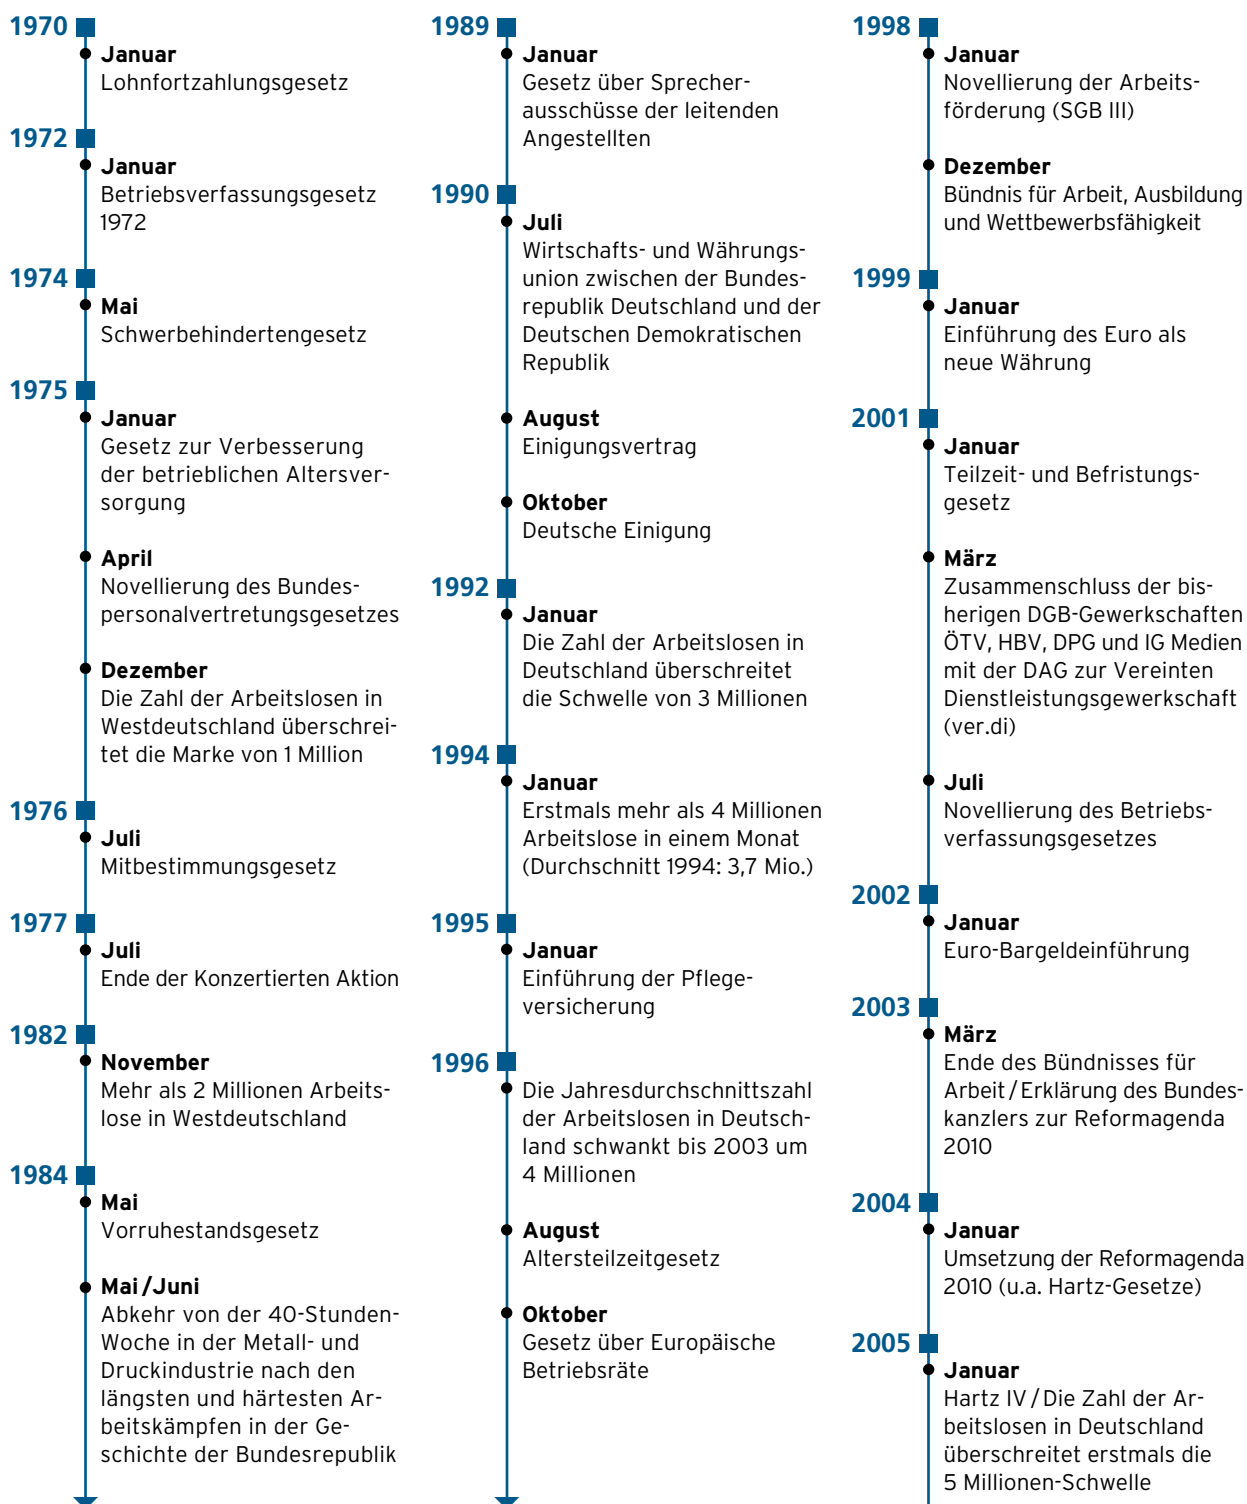 1970
Januar
Lohnfortzahlungsgesetz
1972
Januar
Betriebsverfassungsgesetz
1972
1974
Mai
Schwerbehindertengesetz
1975
Januar
Gesetz zur Verbesserung
der betrieblichen Altersver-
sorgung
April
Novellierung des Bundes-
personalvertretungsgesetzes
Dezember
Die Zahl der Arbeitslosen in
Westdeutschland überschrei-
tet die Marke von 1 Million
1976
Juli
Mitbestimmungsgesetz
1977
Juli
Ende der Konzertierten Aktion
1982
November
Mehr als 2 Millionen Arbeits-
lose in Westdeutschland
1984
Mai
Vorruhestandsgesetz
Mai/Juni
Abkehr von der 40-Stunden-
Woche in der Metall- und
Druckindustrie nach den
längsten und härtesten Ar-
beitskämpfen in der Ge-
schichte der Bundesrepublik
1989
Januar
Gesetz über Sprecher-
ausschüsse der leitenden
Angestellten
1990
Juli
Wirtschafts- und Währungs-
union zwischen der Bundes-
republik Deutschland und der
Deutschen Demokratischen
Republik
August
Einigungsvertrag
Oktober
Deutsche Einigung
1992
Januar
Die Zahl der Arbeitslosen in
Deutschland überschreitet
die Schwelle von 3 Millionen
1994
Januar
Erstmals mehr als 4 Millionen
Arbeitslose in einem Monat
(Durchschnitt 1994: 3,7 Mio.)
1995
Januar
Einführung der Pflege-
versicherung
1996
Die Jahresdurchschnittszahl
der Arbeitslosen in Deutsch-
land schwankt bis 2003 um
4 Millionen
August
Altersteilzeitgesetz
Oktober
Gesetz über Europäische
Betriebsräte
1998
Januar
Novellierung der Arbeits-
förderung (SGB III)
Dezember
Bündnis für Arbeit, Ausbildung
und Wettbewerbsfähigkeit
1999
Januar
Einführung des Euro als
neue Währung
2001
Januar
Teilzeit- und Befristungs-
gesetz
März
Zusammenschluss der bis-
herigen DGB-Gewerkschaften
ÖTV, HBV, DPG und IG Medien
mit der DAG zur Vereinten
Dienstleistungsgewerkschaft
(ver.di)
Juli
Novellierung des Betriebs-
verfassungsgesetzes
2002
Januar
Euro-Bargeldeinführung
2003
März
Ende des Bündnisses für
Arbeit/Erklärung des Bundes-
kanzlers zur Reformagenda
2010
2004
Januar
Umsetzung der Reformagenda
2010 (u.a. Hartz-Gesetze)
2005
Januar
Hartz IV/Die Zahl der Ar-
beitslosen in Deutschland
überschreitet erstmals die
5 Millionen-Schwelle